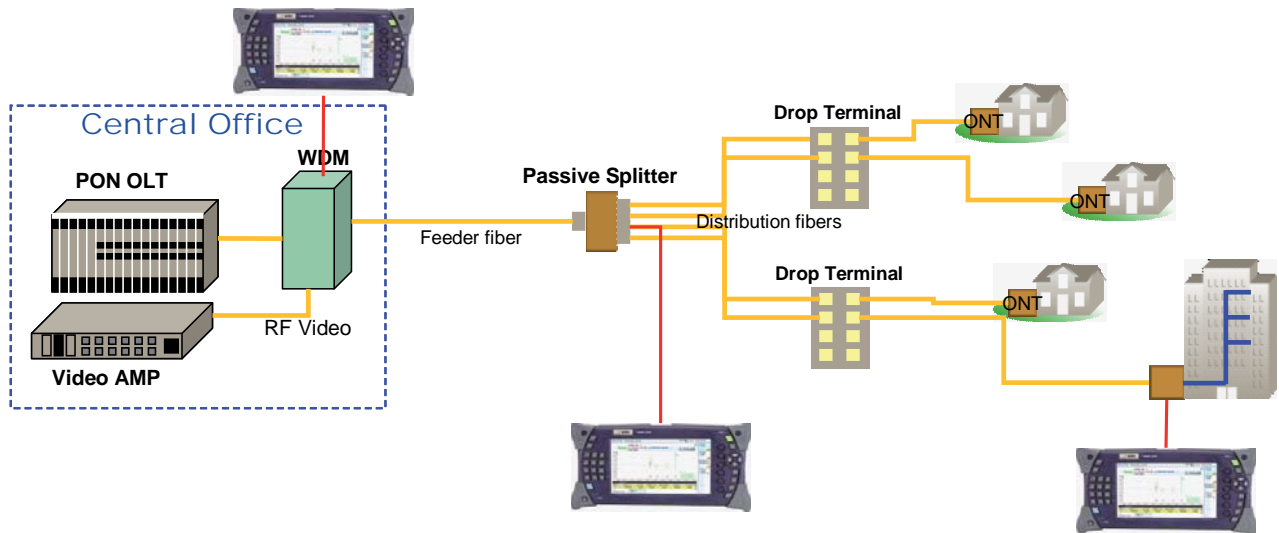 Central Office
WDM
PON OLT
RF Video
Video AMP
Feeder fiber
Passive Splitter
Distribution fibers
Drop Terminal
ONT
ONT
Drop Terminal
ONT